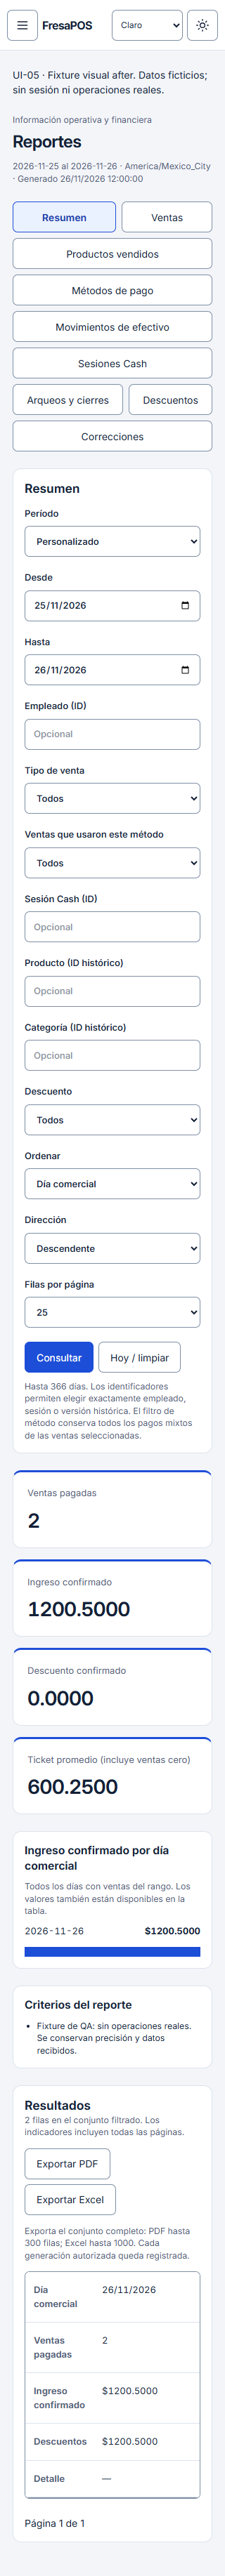 FresaPOS
Claro
UI-05 · Fixture visual after. Datos ficticios;
sin sesión ni operaciones reales.
Información operativa y financiera
Reportes
2026-11-25 al 2026-11-26 · America/Mexico_City
· Generado 26/11/2026 12:00:00
Resumen
Ventas
Productos vendidos
Métodos de pago
Movimientos de efectivo
Sesiones Cash
Arqueos y cierres
Descuentos
Correcciones
Resumen
Período
Personalizado
Desde
25/11/2026
Hasta
26/11/2026
Empleado (ID)
Opcional
Tipo de venta
Todos
Ventas que usaron este método
Todos
Sesión Cash (ID)
Opcional
Producto (ID histórico)
Opcional
Categoría (ID histórico)
Opcional
Descuento
Todos
Ordenar
Día comercial
Dirección
Descendente
Filas por página
25
Consultar
Hoy / limpiar
Hasta 366 días. Los identificadores
permiten elegir exactamente empleado,
sesión o versión histórica. El filtro de
método conserva todos los pagos mixtos
de las ventas seleccionadas.
Ventas pagadas
2
Ingreso confirmado
1200.5000
Descuento confirmado
0.0000
Ticket promedio (incluye ventas cero)
600.2500
Ingreso confirmado por día
comercial
Todos los días con ventas del rango. Los
valores también están disponibles en la
tabla.
2026-11-26 $1200.5000
Criterios del reporte
• Fixture de QA: sin operaciones reales.
Se conservan precisión y datos
recibidos.
Resultados
2 filas en el conjunto filtrado. Los
indicadores incluyen todas las páginas.
Exportar PDF
Exportar Excel
Exporta el conjunto completo: PDF hasta
300 filas; Excel hasta 1000. Cada
generación autorizada queda registrada.
Día 26/11/2026
comercial
Ventas 2
pagadas
Ingreso $1200.5000
confirmado
Descuentos $1200.5000
Detalle —
Página 1 de 1